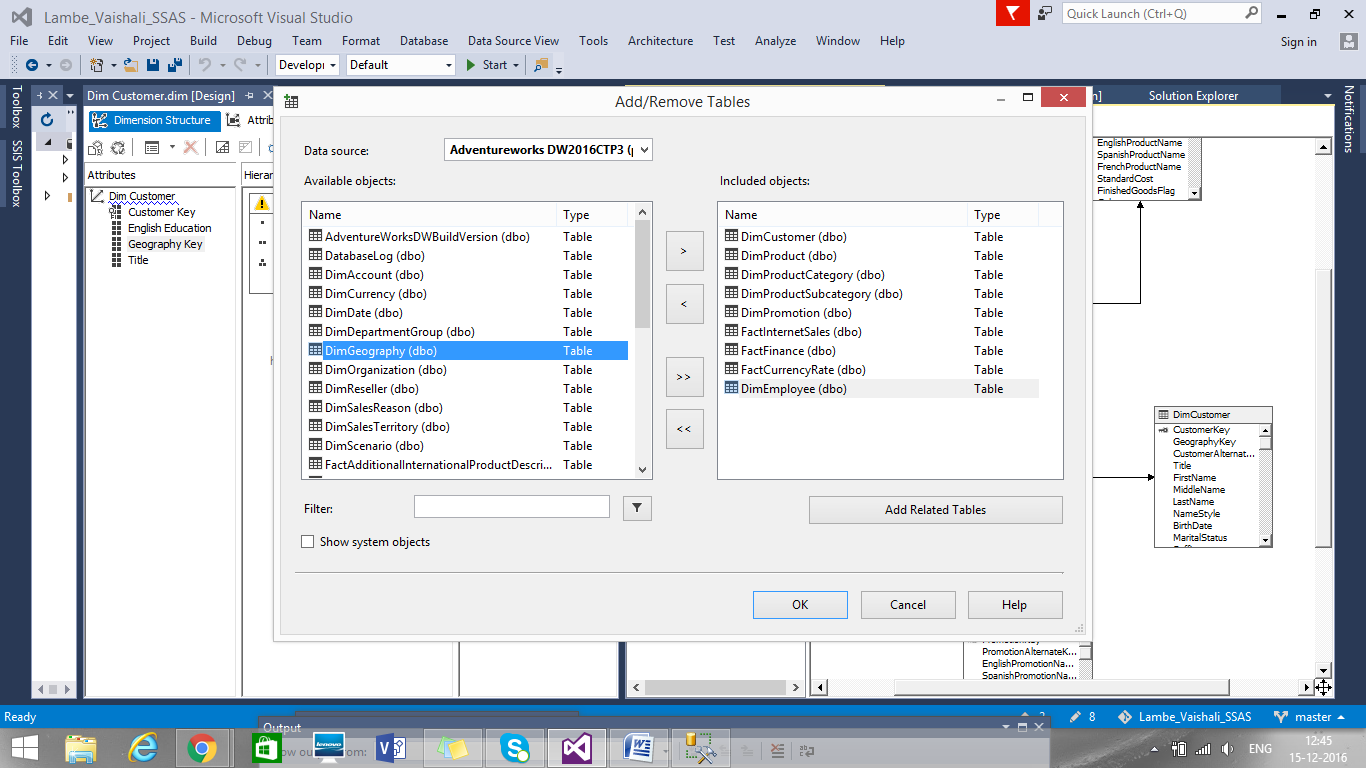 Lambe_Vaishali_SSAS - Microsoft Visual Studio
Quick Launch (Ctrl+Q)
File Edit View Project Build Debug Team Format Database Data Source View Tools Architecture Test Analyze Window Help
Sign in
Developi Default Start
Toolbox
SSIS Toolbox
Dim Customer.dim [Design]
Dimension Structure
Attributes
Hierar
Dim Customer
Customer Key
English Education
Geography Key
Title
Add/Remove Tables
Data source:
Adventureworks DW2016CTP3 (
Available objects:
Name Type
AdventureWorksDWBuildVersion (dbo) Table
DatabaseLog (dbo) Table
DimAccount (dbo) Table
DimCurrency (dbo) Table
DimDate (dbo) Table
DimDepartmentGroup (dbo) Table
DimGeography (dbo) Table
DimOrganization (dbo) Table
DimReseller (dbo) Table
DimSalesReason (dbo) Table
DimSalesTerritory (dbo) Table
DimScenario (dbo) Table
FactAdditionalInternationalProductDescri... Table
>
<
>>
<<
Included objects:
Name Type
DimCustomer (dbo) Table
DimProduct (dbo) Table
DimProductCategory (dbo) Table
DimProductSubcategory (dbo) Table
DimPromotion (dbo) Table
FactInternetSales (dbo) Table
FactFinance (dbo) Table
FactCurrencyRate (dbo) Table
DimEmployee (dbo) Table
Filter:
Add Related Tables
Show system objects
OK Cancel Help
Solution Explorer
Notifications
EnglishProductName
SpanishProductName
FrenchProductName
StandardCost
FinishedGoodsFlag
DimCustomer
CustomerKey
GeographyKey
CustomerAlternat...
Title
FirstName
MiddleName
LastName
NameStyle
BirthDate
MaritalStatus
PromotionAlternateK...
EnglishPromotionNa...
SpanishPromotionNa...
Ready
8 Lambe_Vaishali_SSAS master
Output
lenovo
ENG
12:45
15-12-2016